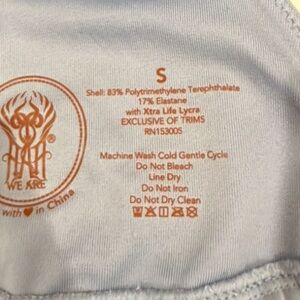 S
Shell: 83% Polytrimethylene Terephthalate
17% Elastane
with Xtra Life Lycra
EXCLUSIVE OF TRIMS
RN153005
Machine Wash Cold Gentle Cycle
Do Not Bleach
Line Dry
Do Not Iron
Do Not Dry Clean
®
WE ARE
with ♥ in China